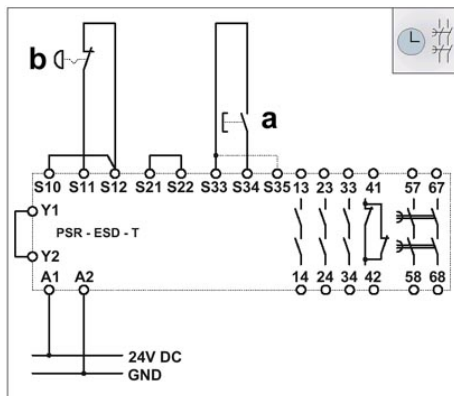 b
a
S10 S11 S12 S21 S22 S33 S34 S35 13 23 33 41 57 67
Y1
PSR - ESD - T
Y2
A1 A2 14 24 34 42 58 68
24V DC
GND